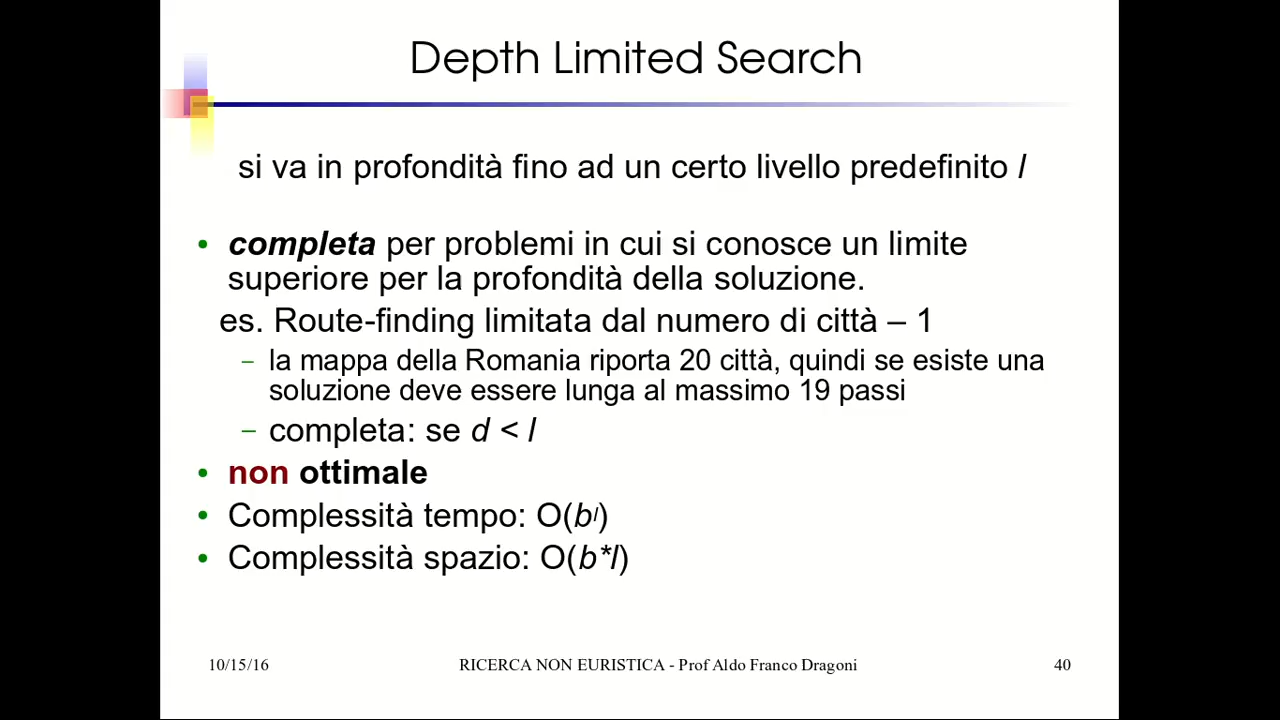 Depth Limited Search
si va in profondità fino ad un certo livello predefinito l
• completa per problemi in cui si conosce un limite
superiore per la profondità della soluzione.
es. Route-finding limitata dal numero di città – 1
– la mappa della Romania riporta 20 città, quindi se esiste una
soluzione deve essere lunga al massimo 19 passi
– completa: se d < l
• non ottimale
• Complessità tempo: O(bˡ)
• Complessità spazio: O(b*l)
10/15/16 RICERCA NON EURISTICA - Prof Aldo Franco Dragoni 40